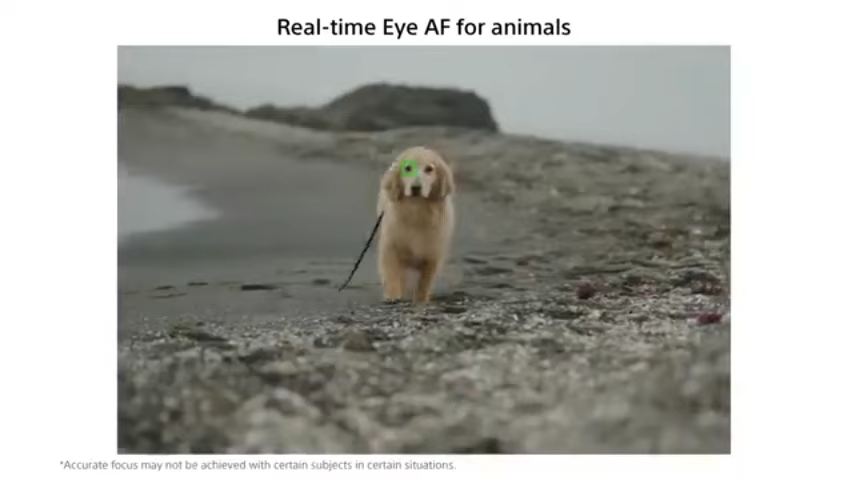 Real-time Eye AF for animals
*Accurate focus may not be achieved with certain subjects in certain situations.